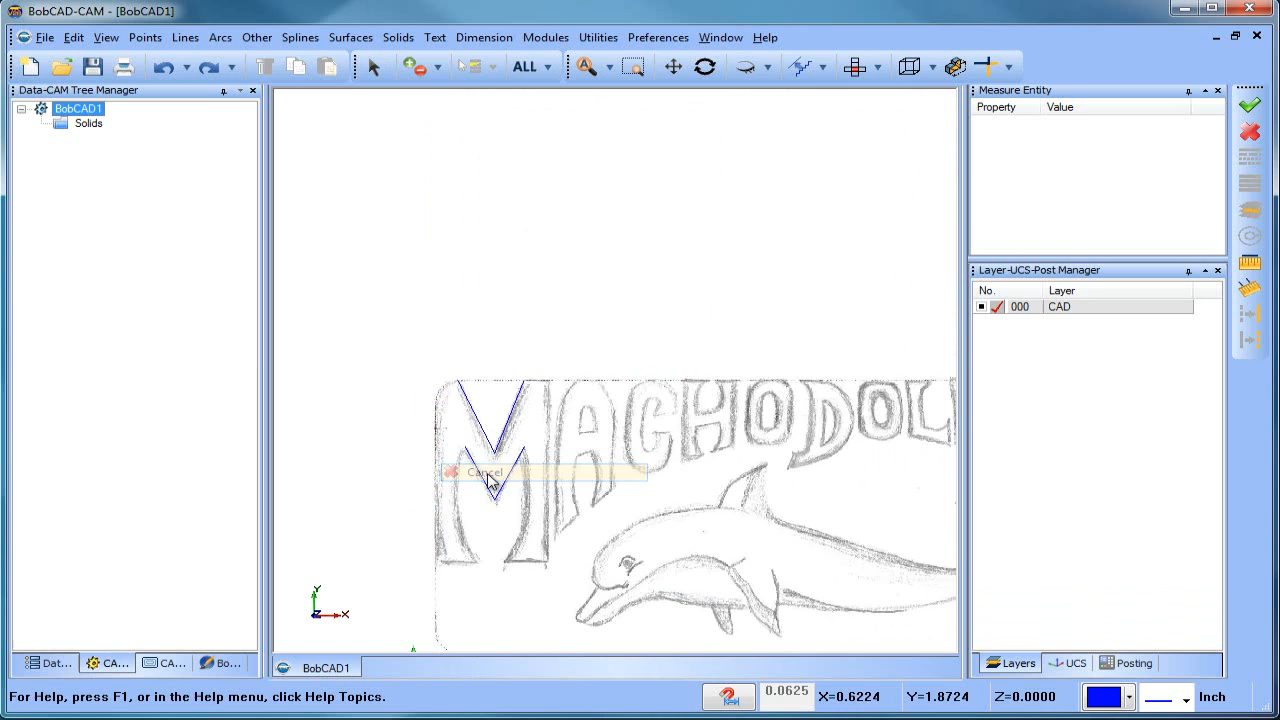 BobCAD-CAM - [BobCAD1]
File Edit View Points Lines Arcs Other Splines Surfaces Solids Text Dimension Modules Utilities Preferences Window Help
ALL
Data-CAM Tree Manager
BobCAD1
Solids
Measure Entity
Property Value
Layer-UCS-Post Manager
No. Layer
000 CAD
MACHODOL
Cancel
Y
Z X
Dat... CA... CA... Bo...
BobCAD1
Layers UCS Posting
For Help, press F1, or in the Help menu, click Help Topics.
0.0625 X=0.6224 Y=1.8724 Z=0.0000 Inch